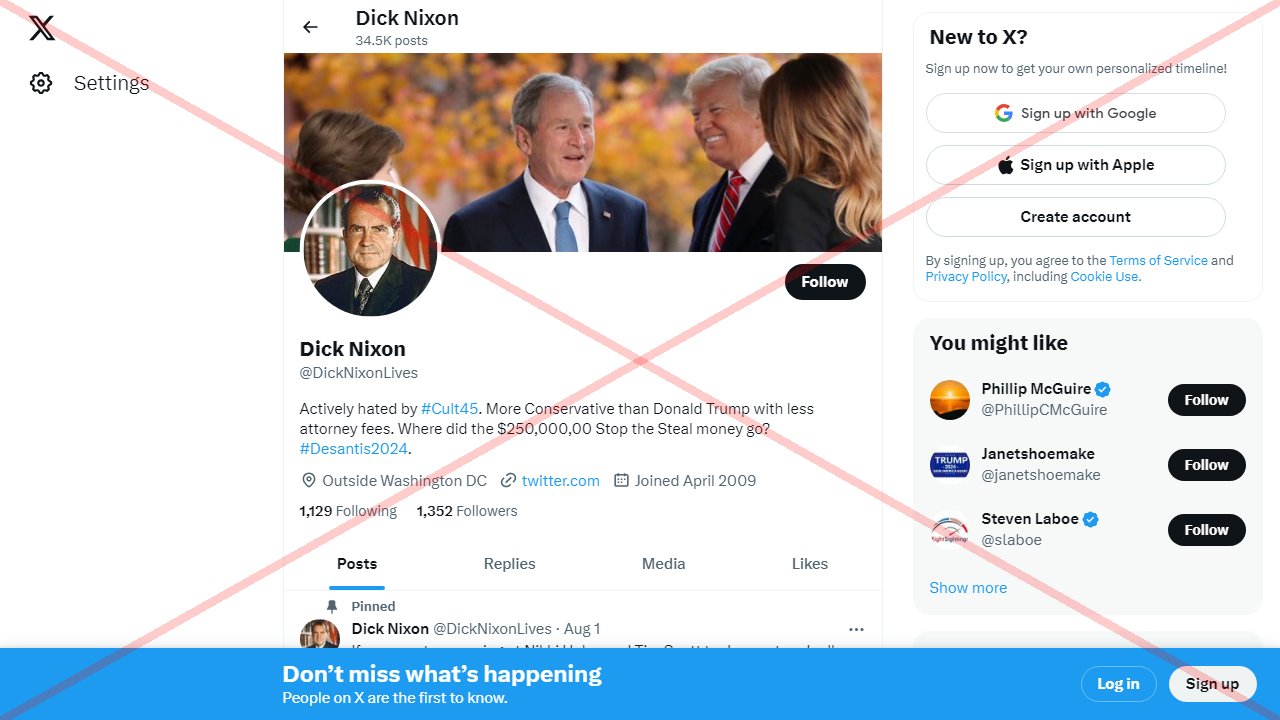 Settings
Dick Nixon
34.5K posts
Follow
Dick Nixon
@DickNixonLives
Actively hated by #Cult45. More Conservative than Donald Trump with less
attorney fees. Where did the $250,000,00 Stop the Steal money go?
#Desantis2024.
Outside Washington DC twitter.com Joined April 2009
1,129 Following 1,352 Followers
Posts Replies Media Likes
Pinned
Dick Nixon @DickNixonLives · Aug 1
New to X?
Sign up now to get your own personalized timeline!
Sign up with Google
Sign up with Apple
Create account
By signing up, you agree to the Terms of Service and
Privacy Policy, including Cookie Use.
You might like
Phillip McGuire
@PhillipCMcGuire
Follow
TRUMP
Janetshoemake
@janetshoemake
Follow
Steven Laboe
@slaboe
Follow
Show more
Don’t miss what’s happening
People on X are the first to know.
Log in
Sign up